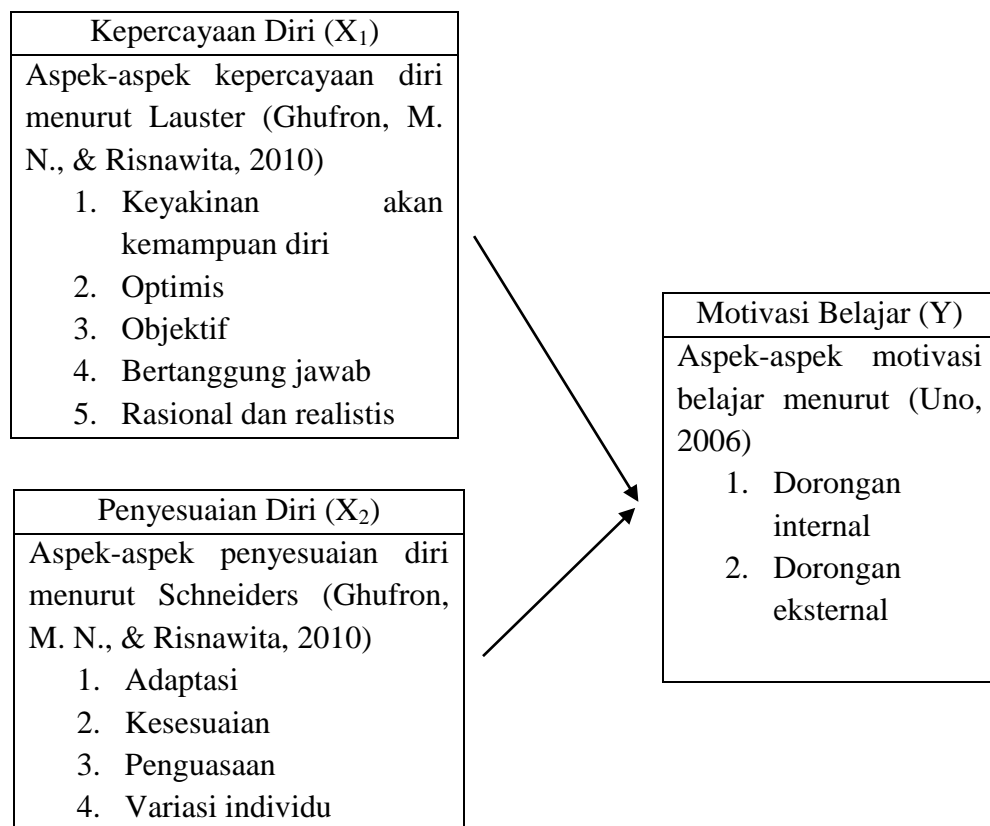 Kepercayaan Diri (X₁)
Aspek-aspek kepercayaan diri
menurut Lauster (Ghufron, M.
N., & Risnawita, 2010)
1. Keyakinan akan
kemampuan diri
2. Optimis
3. Objektif
4. Bertanggung jawab
5. Rasional dan realistis
Penyesuaian Diri (X₂)
Aspek-aspek penyesuaian diri
menurut Schneiders (Ghufron,
M. N., & Risnawita, 2010)
1. Adaptasi
2. Kesesuaian
3. Penguasaan
4. Variasi individu
Motivasi Belajar (Y)
Aspek-aspek motivasi
belajar menurut (Uno,
2006)
1. Dorongan
internal
2. Dorongan
eksternal